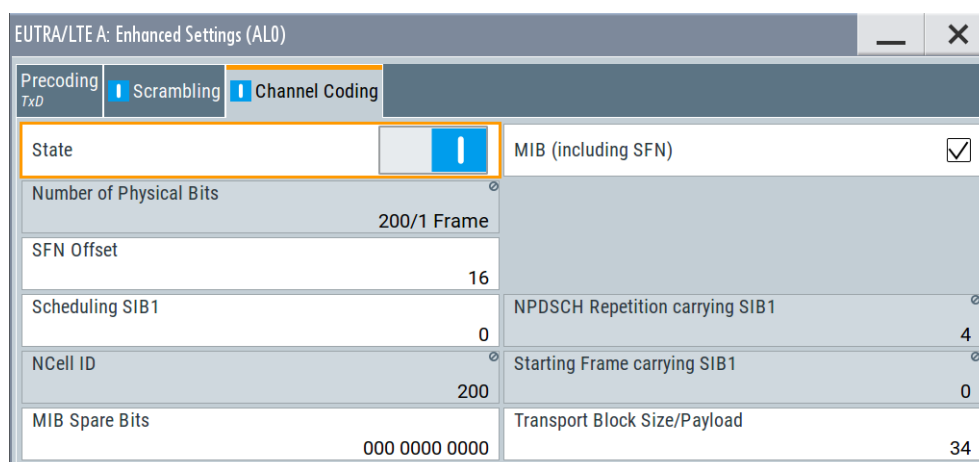 EUTRA/LTE A: Enhanced Settings (AL0)
Precoding
TxD
Scrambling
Channel Coding
State
MIB (including SFN)
Number of Physical Bits
200/1 Frame
SFN Offset
16
Scheduling SIB1
0
NPDSCH Repetition carrying SIB1
4
NCell ID
200
Starting Frame carrying SIB1
0
MIB Spare Bits
000 0000 0000
Transport Block Size/Payload
34